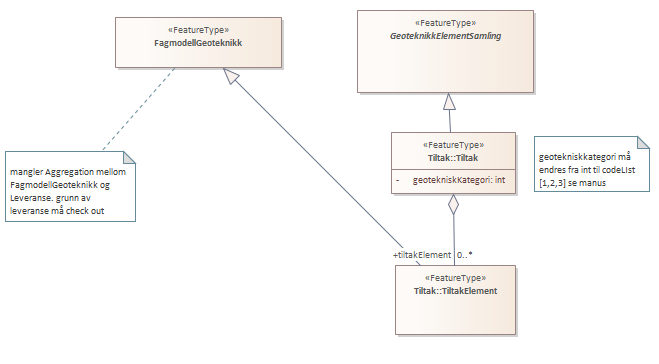 «FeatureType»
FagmodellGeoteknikk
«FeatureType»
GeoteknikkElementSamling
mangler Aggregation mellom
FagmodellGeoteknikk og
Leveranse. grunn av
leveranse må check out
«FeatureType»
Tiltak::Tiltak
- geotekniskKategori: int
geotekniskkategori må
endres fra int til codeList
[1,2,3] se manus
+tiltakElement 0..*
«FeatureType»
Tiltak::TiltakElement